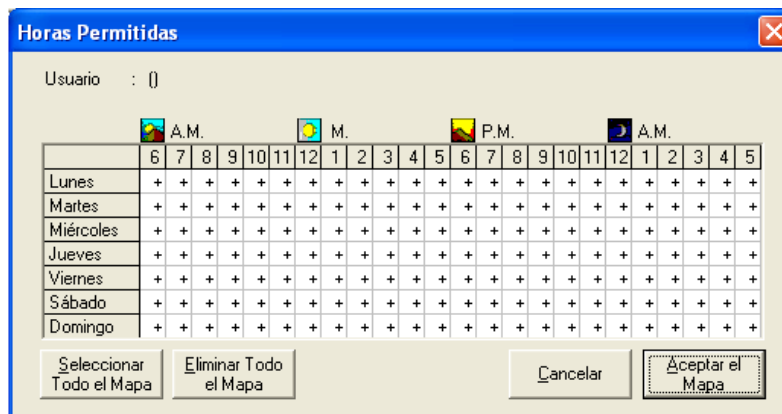 Horas Permitidas
Usuario : ()
A.M. M. P.M. A.M.
6 7 8 9 10 11 12 1 2 3 4 5 6 7 8 9 10 11 12 1 2 3 4 5
Lunes + + + + + + + + + + + + + + + + + + + + + + + +
Martes + + + + + + + + + + + + + + + + + + + + + + + +
Miércoles + + + + + + + + + + + + + + + + + + + + + + + +
Jueves + + + + + + + + + + + + + + + + + + + + + + + +
Viernes + + + + + + + + + + + + + + + + + + + + + + + +
Sábado + + + + + + + + + + + + + + + + + + + + + + + +
Domingo + + + + + + + + + + + + + + + + + + + + + + + +
Seleccionar
Todo el Mapa
Eliminar Todo
el Mapa
Cancelar
Aceptar el
Mapa